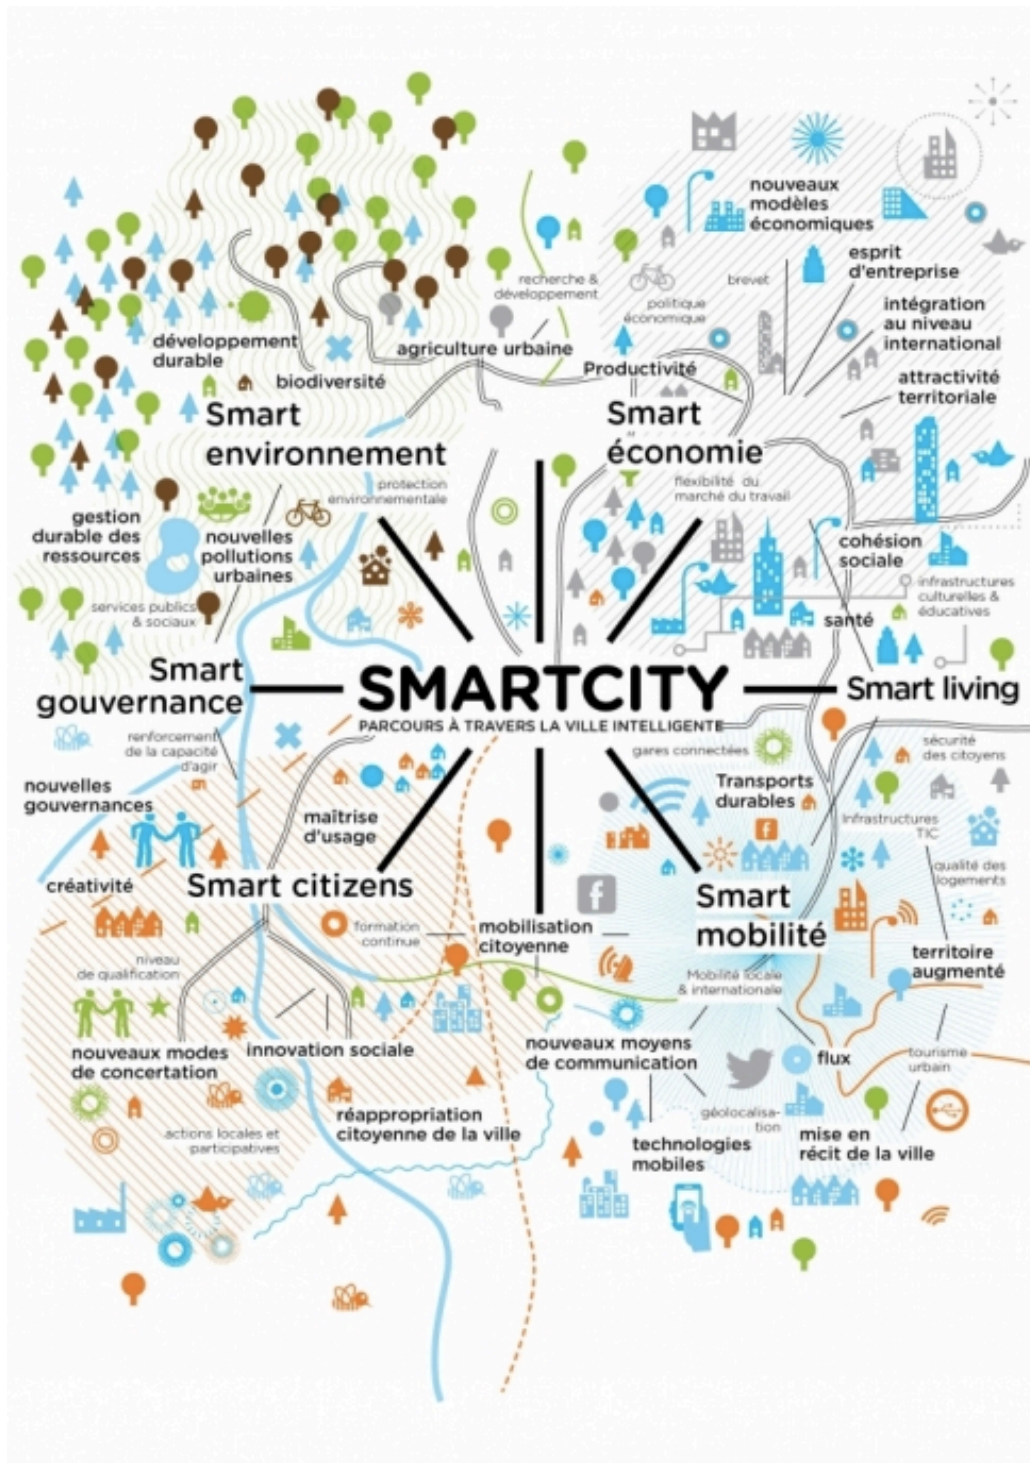 nouveaux
modèles
économiques
esprit
d'entreprise
brevet
recherche &
développement
politique
économique
intégration
au niveau
international
développement
durable
agriculture urbaine
biodiversité
Productivité
attractivité
territoriale
Smart
environnement
Smart
économie
protection
environnementale
flexibilité du
marché du travail
gestion
durable des
ressources
nouvelles
pollutions
urbaines
cohésion
sociale
infrastructures
culturelles &
éducatives
services publics
& sociaux
santé
Smart
gouvernance
SMARTCITY
PARCOURS À TRAVERS LA VILLE INTELLIGENTE
Smart living
renforcement
de la capacité
d'agir
gares connectées
sécurité
des citoyens
nouvelles
gouvernances
maîtrise
d'usage
Transports
durables
f
Infrastructures
TIC
créativité
Smart citizens
f
Smart
mobilité
qualité des
logements
formation
continue
mobilisation
citoyenne
territoire
augmenté
niveau
de qualification
Mobilité locale
& internationale
nouveaux modes
de concertation
innovation sociale
nouveaux moyens
de communication
flux
tourisme
urbain
actions locales et
participatives
réappropriation
citoyenne de la ville
géolocalisa-
tion
technologies
mobiles
mise en
récit de la ville